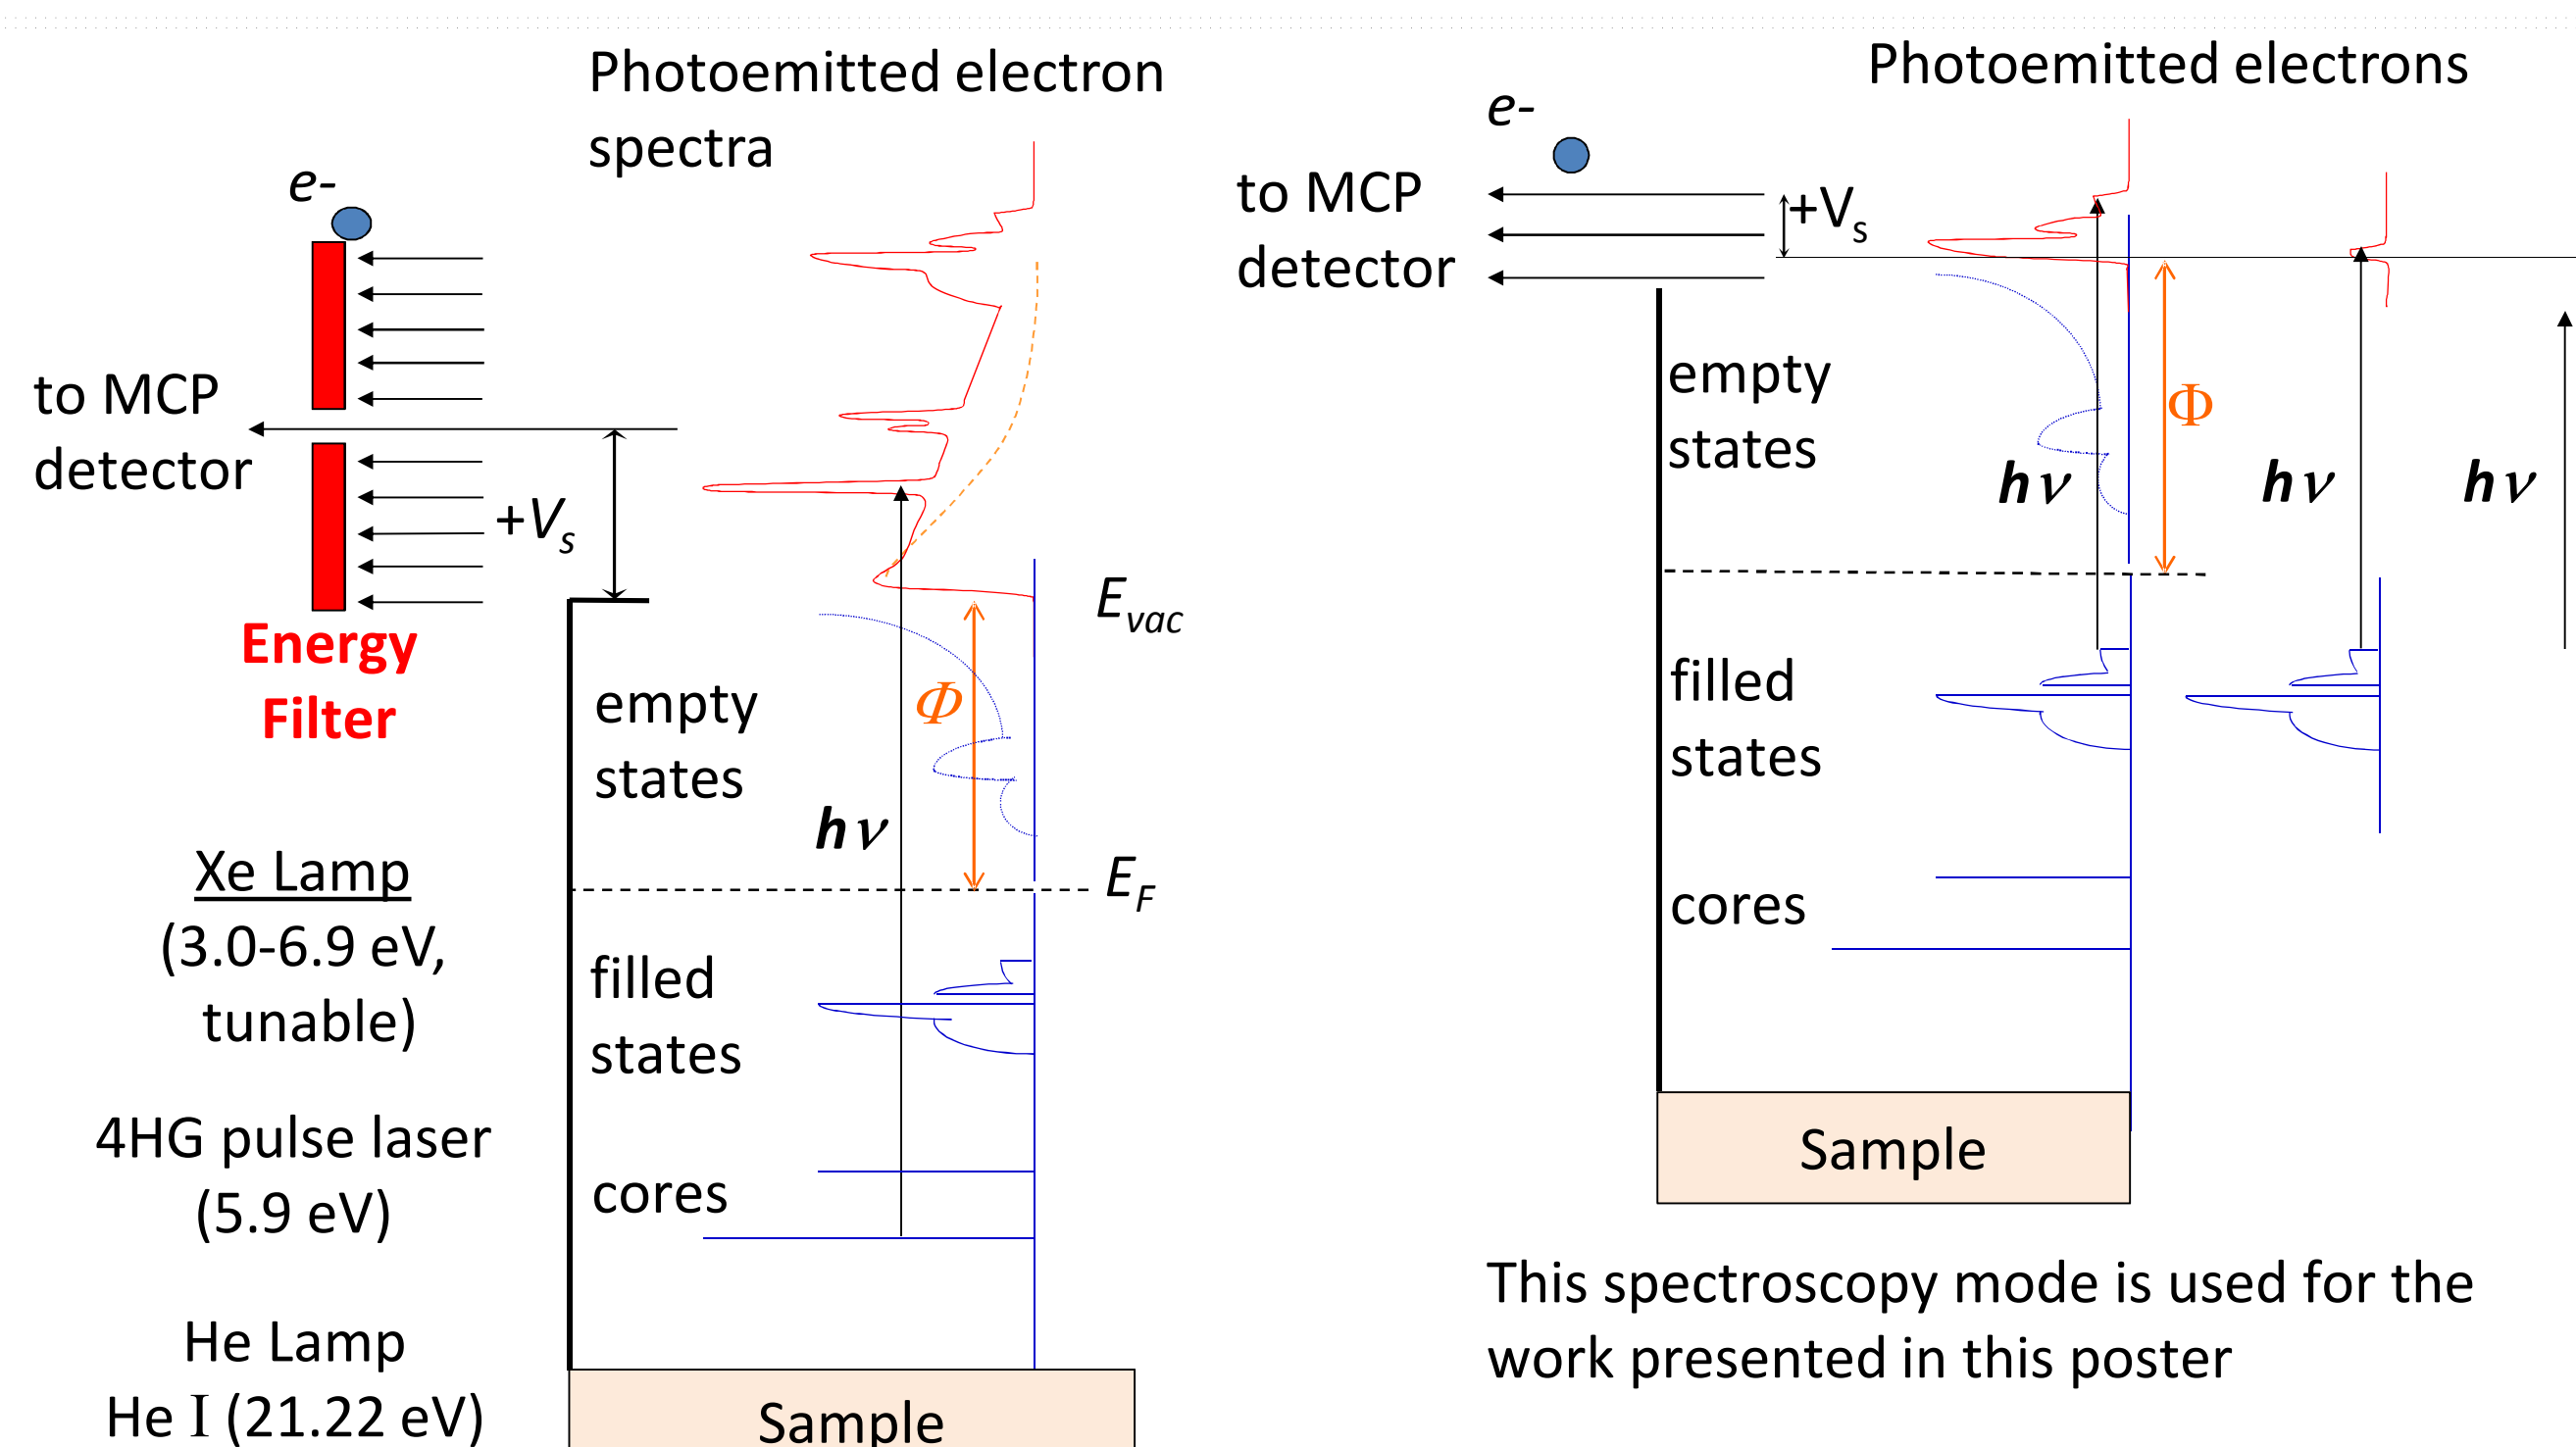 Photoemitted electron
spectra
e-
to MCP
detector
+Vs
Energy
Filter
Evac
empty
states
Φ
hν
EF
filled
states
cores
Sample
Xe Lamp
(3.0-6.9 eV,
tunable)
4HG pulse laser
(5.9 eV)
He Lamp
He I (21.22 eV)
Photoemitted electrons
e-
to MCP
detector
+Vs
empty
states
Φ
hν
hν
hν
filled
states
cores
Sample
This spectroscopy mode is used for the
work presented in this poster